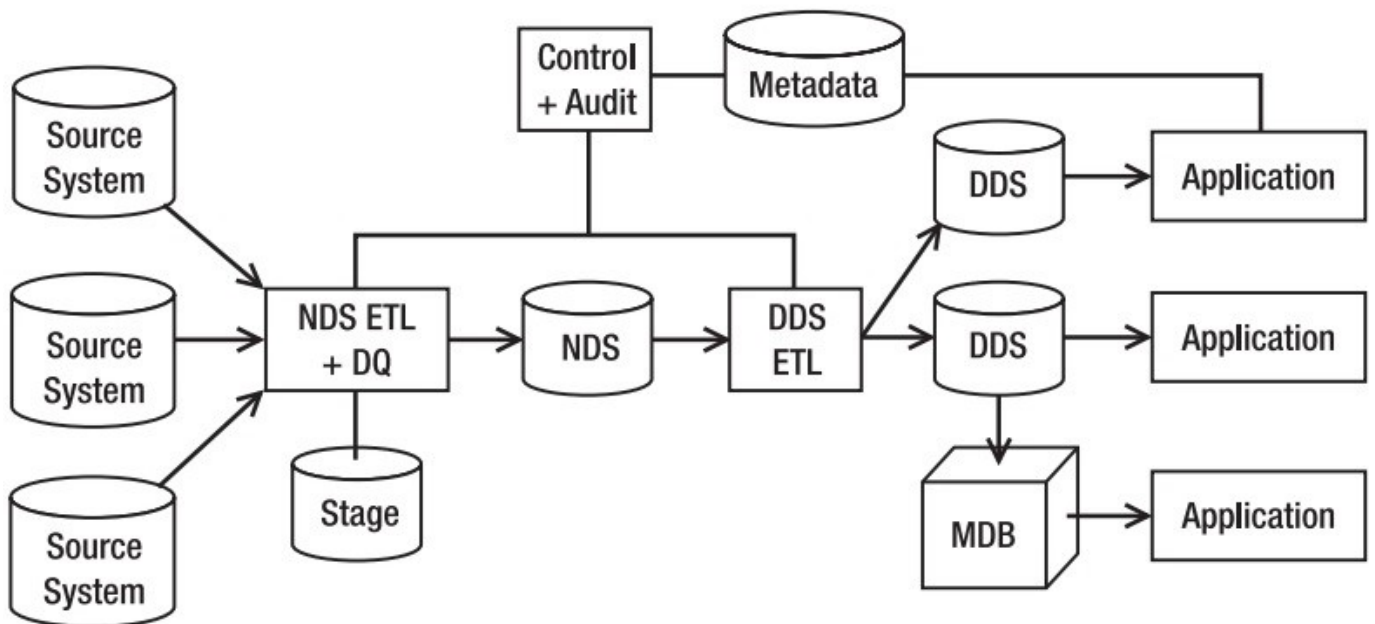 Control
+ Audit
Metadata
Source
System
DDS
Application
Source
System
NDS ETL
+ DQ
NDS
DDS
ETL
DDS
Application
Stage
Source
System
MDB
Application